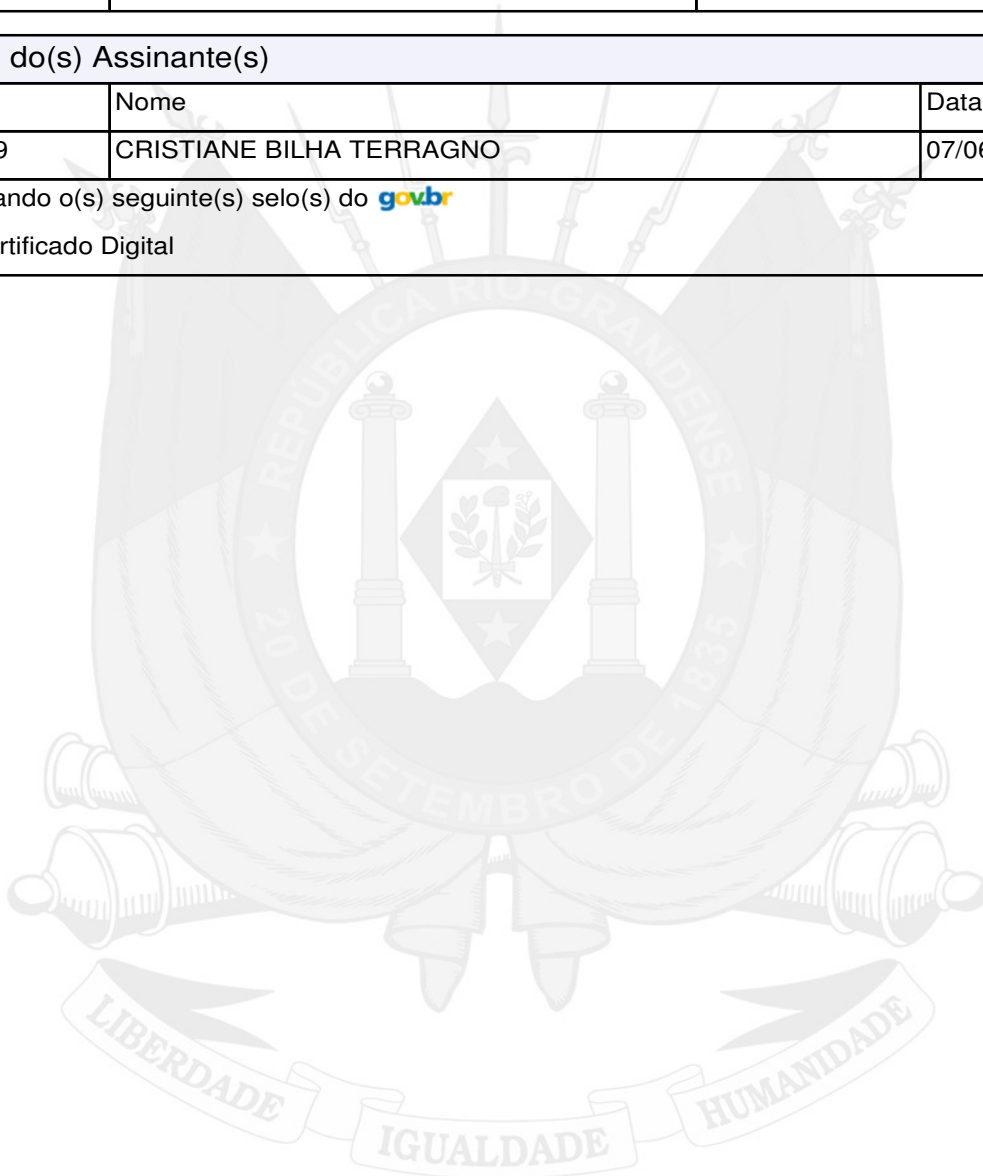 do(s) Assinante(s)
Nome Data
9 CRISTIANE BILHA TERRAGNO 07/06
ando o(s) seguinte(s) selo(s) do gov.br
rtificado Digital
REPÚBLICA RIO-GRANDENSE
20 DE SETEMBRO DE 1835
LIBERDADE IGUALDADE HUMANIDADE